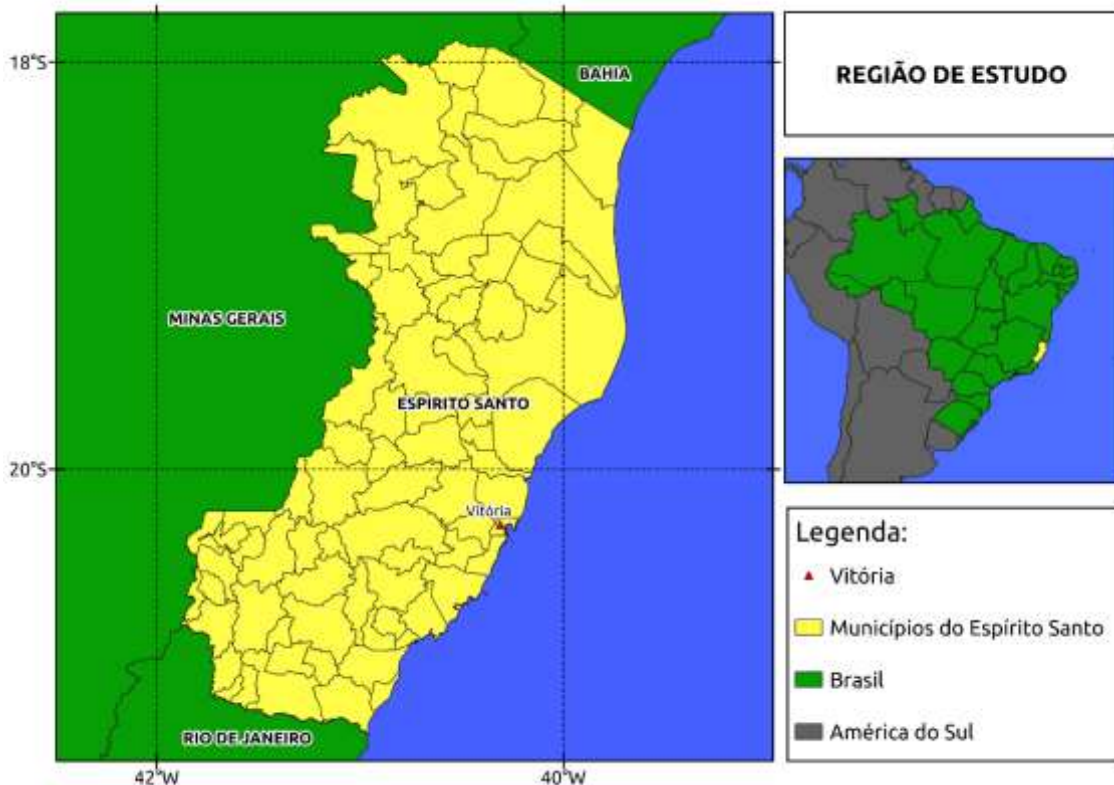 18°S
BAHIA
MINAS GERAIS
ESPÍRITO SANTO
20°S
Vitória
RIO DE JANEIRO
42°W
40°W
REGIÃO DE ESTUDO
Legenda:
Vitória
Municípios do Espírito Santo
Brasil
América do Sul